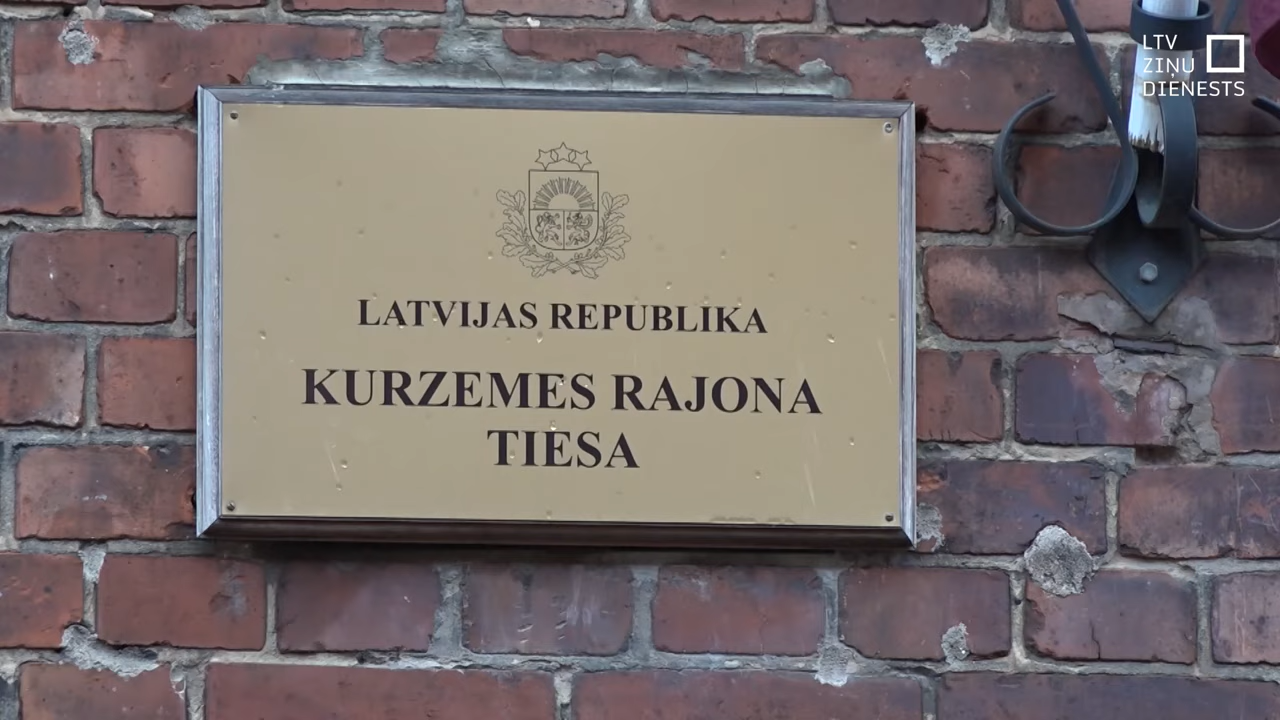 LTV
ZIŅU
DIENESTS
LATVIJAS REPUBLIKA
KURZEMES RAJONA
TIESA